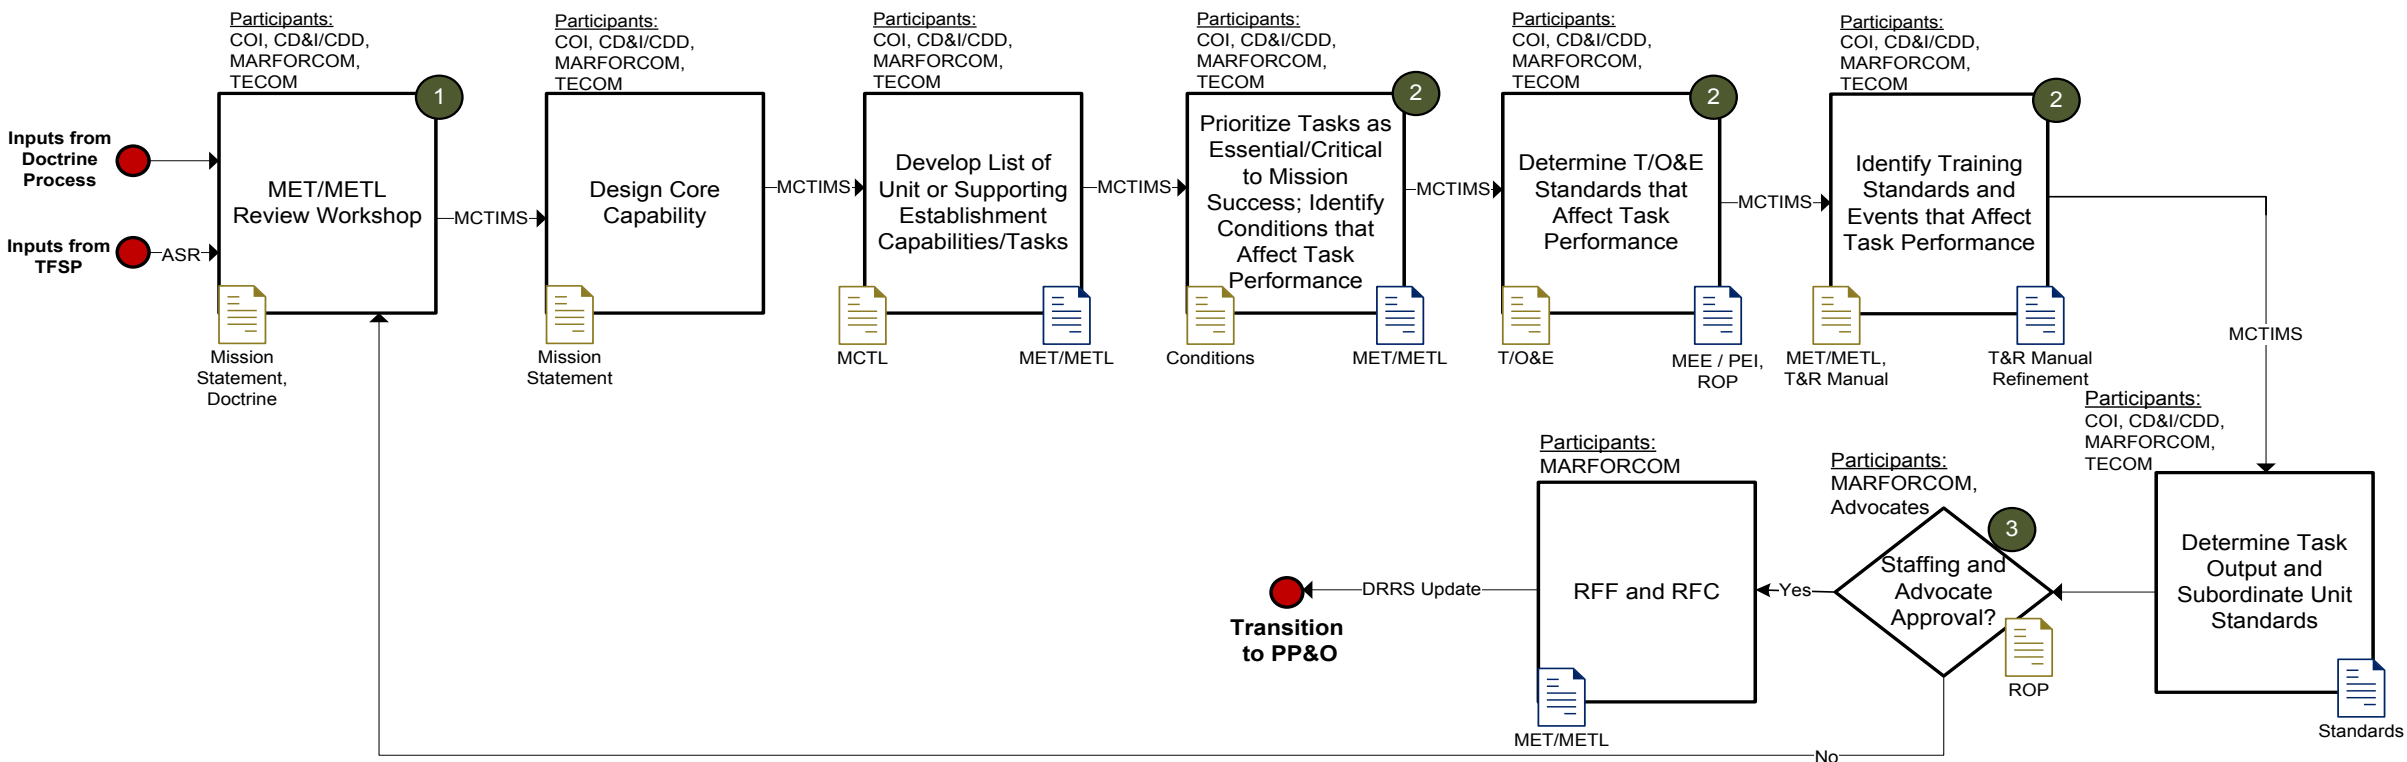 Participants:
COI, CD&I/CDD,
MARFORCOM,
TECOM
1
Inputs from
Doctrine
Process
Inputs from
TFSP
ASR
MET/METL
Review Workshop
Mission
Statement,
Doctrine
MCTIMS
Participants:
COI, CD&I/CDD,
MARFORCOM,
TECOM
Design Core
Capability
Mission
Statement
MCTIMS
Participants:
COI, CD&I/CDD,
MARFORCOM,
TECOM
Develop List of
Unit or Supporting
Establishment
Capabilities/Tasks
MCTL
MET/METL
MCTIMS
Participants:
COI, CD&I/CDD,
MARFORCOM,
TECOM
2
Prioritize Tasks as
Essential/Critical
to Mission
Success; Identify
Conditions that
Affect Task
Performance
Conditions
MET/METL
MCTIMS
Participants:
COI, CD&I/CDD,
MARFORCOM,
TECOM
2
Determine T/O&E
Standards that
Affect Task
Performance
T/O&E
MEE / PEI,
ROP
MCTIMS
Participants:
COI, CD&I/CDD,
MARFORCOM,
TECOM
2
Identify Training
Standards and
Events that Affect
Task Performance
MET/METL,
T&R Manual
T&R Manual
Refinement
MCTIMS
Participants:
COI, CD&I/CDD,
MARFORCOM,
TECOM
Determine Task
Output and
Subordinate Unit
Standards
Standards
Participants:
MARFORCOM,
Advocates
3
Staffing and
Advocate
Approval?
ROP
Yes
No
Participants:
MARFORCOM
RFF and RFC
MET/METL
DRRS Update
Transition
to PP&O